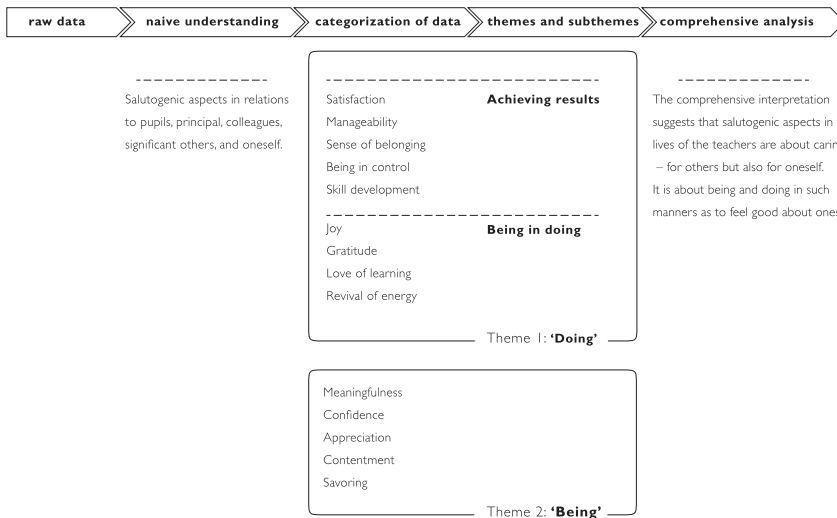 raw data
naive understanding
categorization of data
themes and subthemes
comprehensive analysis
Salutogenic aspects in relations
to pupils, principal, colleagues,
significant others, and oneself.
Satisfaction
Manageability
Sense of belonging
Being in control
Skill development
Achieving results
Joy
Gratitude
Love of learning
Revival of energy
Being in doing
Theme 1: ‘Doing’
Meaningfulness
Confidence
Appreciation
Contentment
Savoring
Theme 2: ‘Being’
The comprehensive interpretation
suggests that salutogenic aspects in
lives of the teachers are about
– for others but also for oneself.
It is about being and doing in such
manners as to feel good about